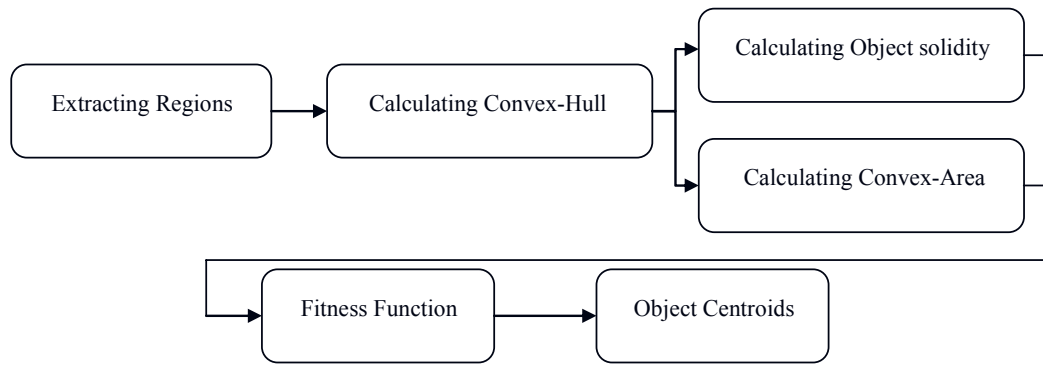 Extracting Regions
Calculating Convex-Hull
Calculating Object solidity
Calculating Convex-Area
Fitness Function
Object Centroids